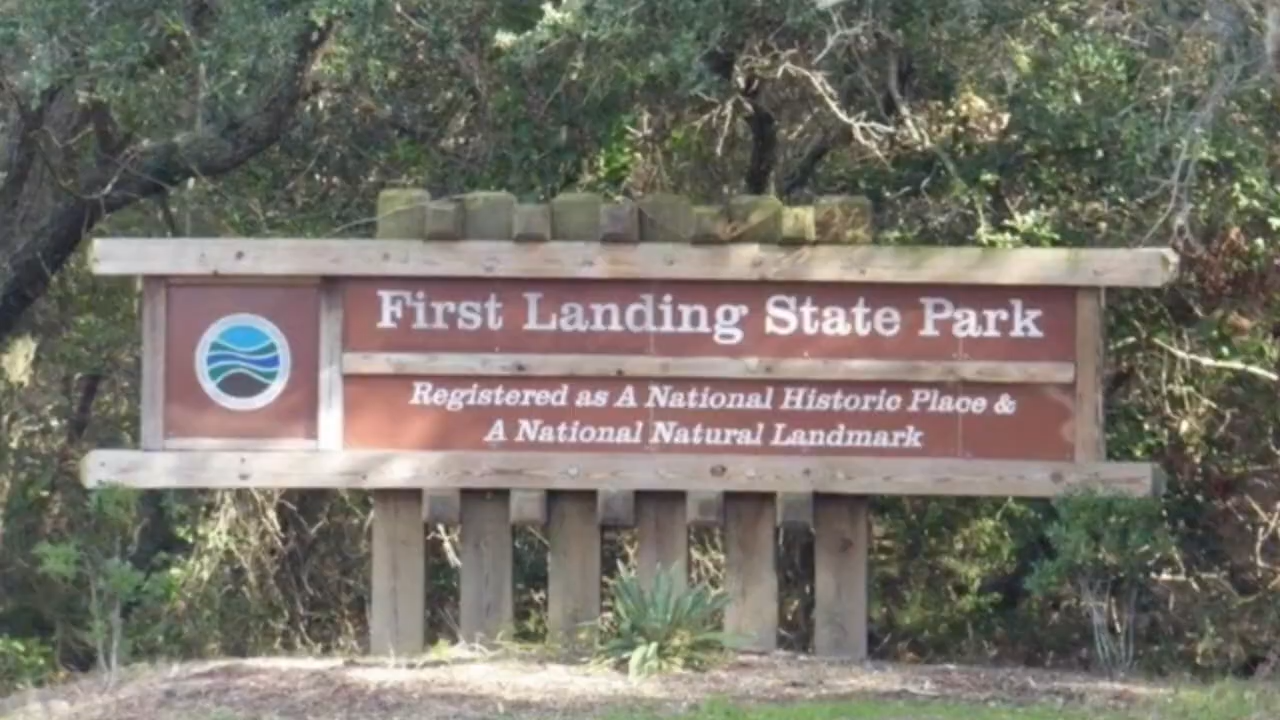 First Landing State Park
Registered as A National Historic Place &
A National Natural Landmark